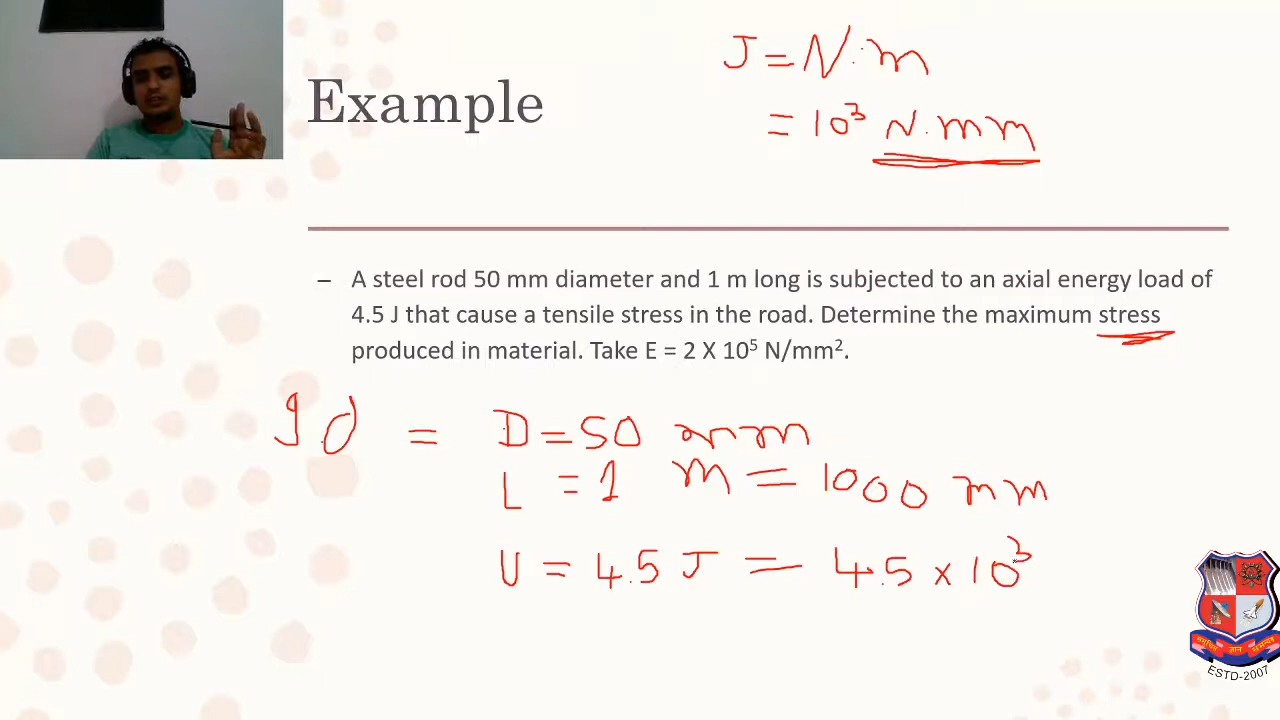 Example
J = N.m
= 10³ N.mm
– A steel rod 50 mm diameter and 1 m long is subjected to an axial energy load of
4.5 J that cause a tensile stress in the road. Determine the maximum stress
produced in material. Take E = 2 X 10⁵ N/mm².
= D = 50 mm
L = 1 m = 1000 mm
U = 4.5 J = 4.5 x 10³
ESTD-2007